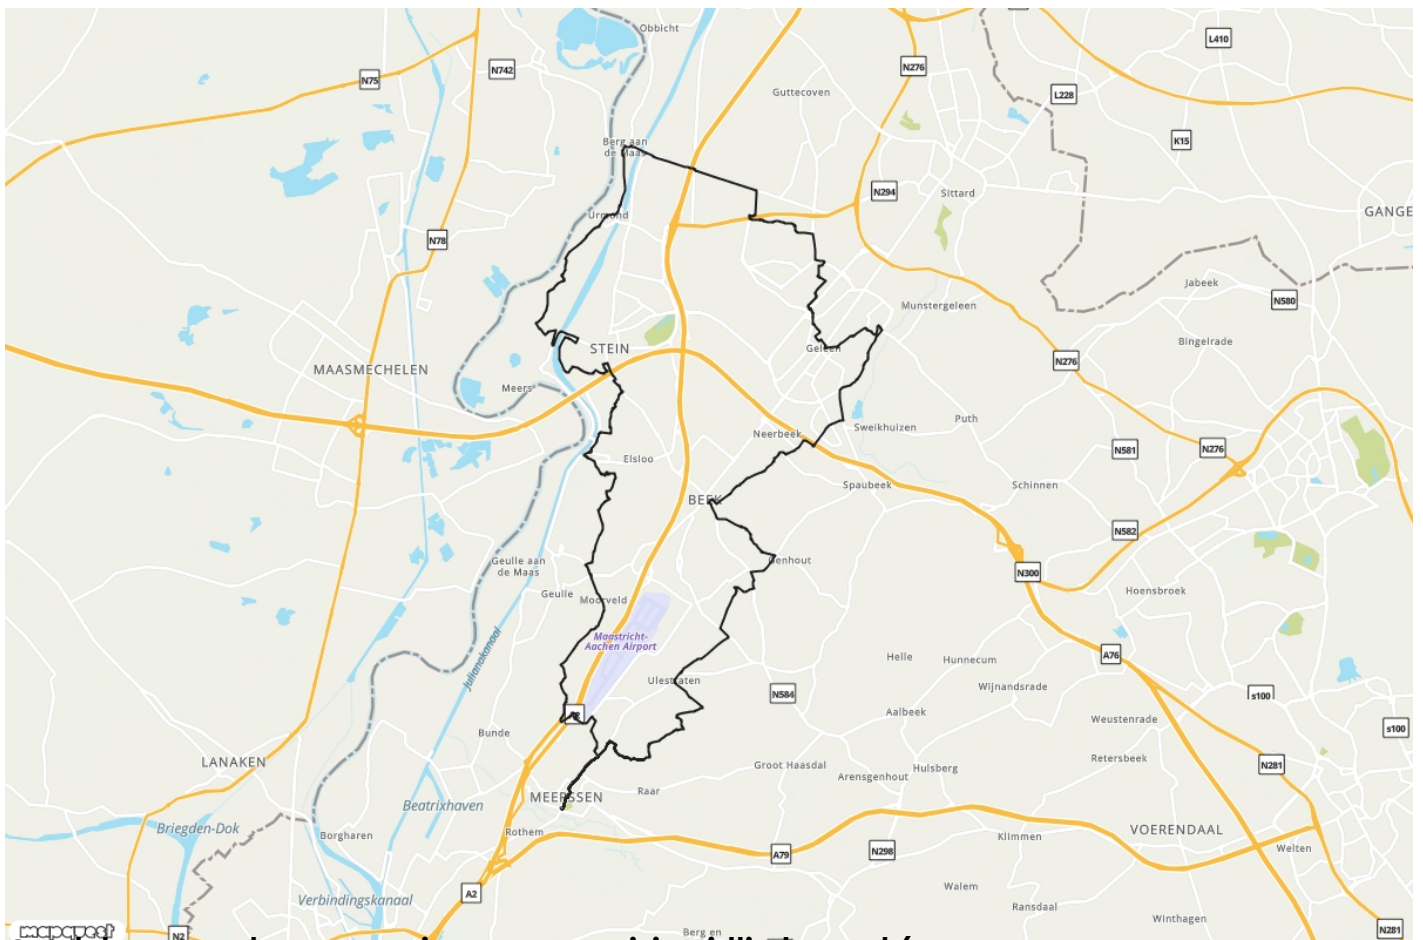 Obbicht
L410
N75
N742
N276
Guttecoven
L228
K15
Berg aan
de Maas
N294
Sittard
Urmond
GANGE
N78
Jabeek
N580
Munstergeleen
STEIN
Geleen
Bingelrade
N276
MAASMECHELEN
Meers
Puth
Neerbeek
Sweikhuizen
N581
N276
Elsloo
Spaubeek
Schinnen
BEEK
N582
Geulle aan
de Maas
Genhout
N300
Hoensbroek
Geulle
Moorveld
Maastricht-
Aachen Airport
Julianakanaal
Helle
Hunnecum
A76
Ulestraten
N584
Wijnandsrade
s100
Aalbeek
Weustenrade
s100
Bunde
LANAKEN
Groot Haasdal
Hulsberg
Retersbeek
N281
Arensgenhout
MEERSSEN
Raar
Beatrixhaven
Briegden-Dok
Borgharen
Rothem
Klimmen
VOERENDAAL
A79
N298
Welten
A2
Walem
Verbindingskanaal
Ransdaal
Winthagen
N281
mapquest
N2
Berg en